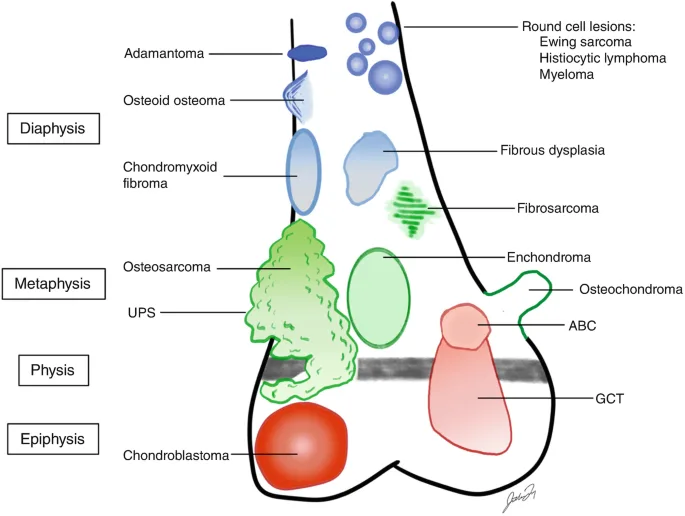 Adamantoma
Osteoid osteoma
Diaphysis
Chondromyxoid
fibroma
Osteosarcoma
Metaphysis
UPS
Physis
Epiphysis
Chondroblastoma
Round cell lesions:
Ewing sarcoma
Histiocytic lymphoma
Myeloma
Fibrous dysplasia
Fibrosarcoma
Enchondroma
Osteochondroma
ABC
GCT